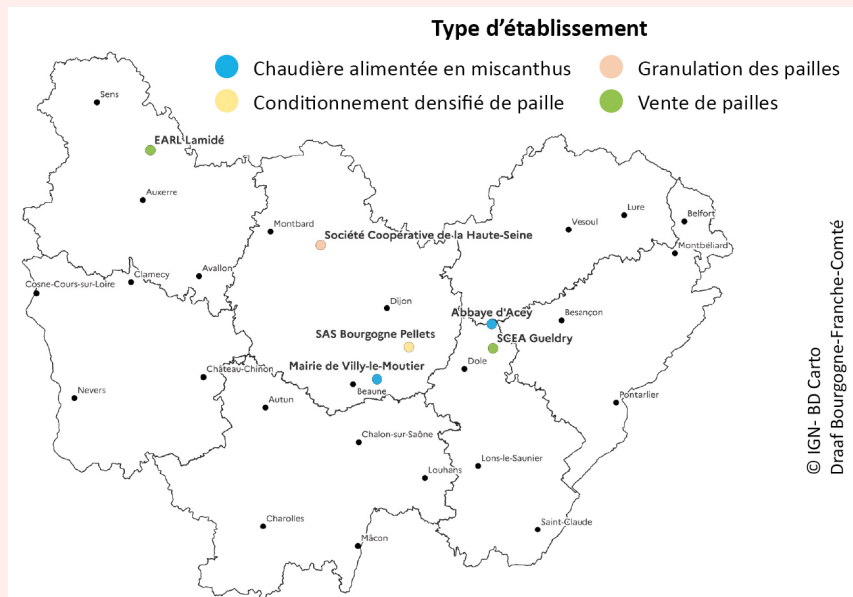 Type d’établissement
Chaudière alimentée en miscanthus
Granulation des pailles
Conditionnement densifié de paille
Vente de pailles
Sens
EARL Lamidé
Auxerre
Montbard
Société Coopérative de la Haute-Seine
Vesoul
Lure
Belfort
Montbéliard
Avallon
Clamecy
Cosne-Cours-sur-Loire
Dijon
Abbaye d'Acey
Besançon
SAS Bourgogne Pellets
SCEA Gueldry
Mairie de Villy-le-Moutier
Dole
Château-Chinon
Beaune
Nevers
Autun
Pontarlier
Chalon-sur-Saône
Lons-le-Saunier
Louhans
Charolles
Saint-Claude
Mâcon
© IGN- BD Carto
Draaf Bourgogne-Franche-Comté